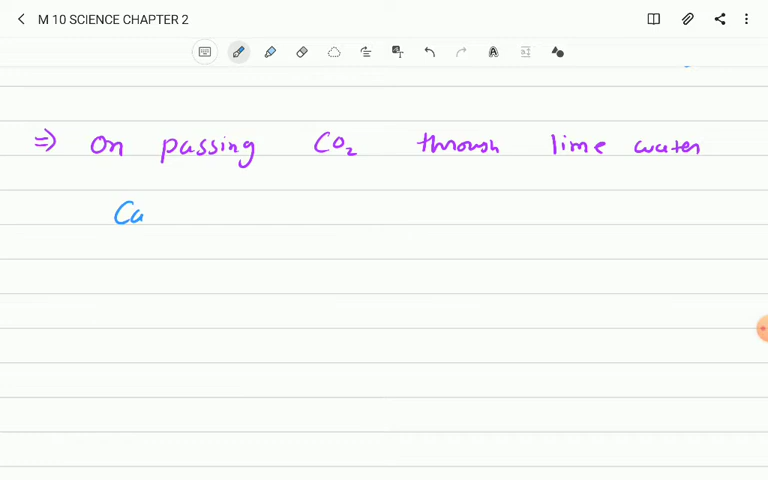 M 10 SCIENCE CHAPTER 2
=> On passing CO₂ through lime water
Ca